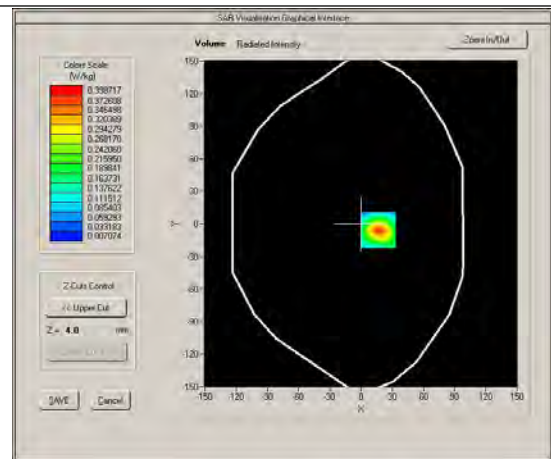 SAR Visualisation Graphical Interface
Volume Radiated Intensity
Zoom In/Out
Colors Scale
(W/kg)
0.398717
0.372608
0.346498
0.320389
0.294279
0.268170
0.242060
0.215950
0.189841
0.163731
0.137622
0.111512
0.085403
0.059293
0.033183
0.007074
150
120
90
60
30
0
-30
-60
-90
-120
-150
Y
-150 -120 -90 -60 -30 0 30 60 90 120 150
X
Z-Cuts Control
<< Upper Cut
Z = 4.0 mm
SAVE
Cancel